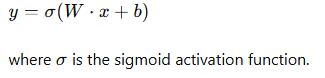 y = σ(W · x + b)
where σ is the sigmoid activation function.